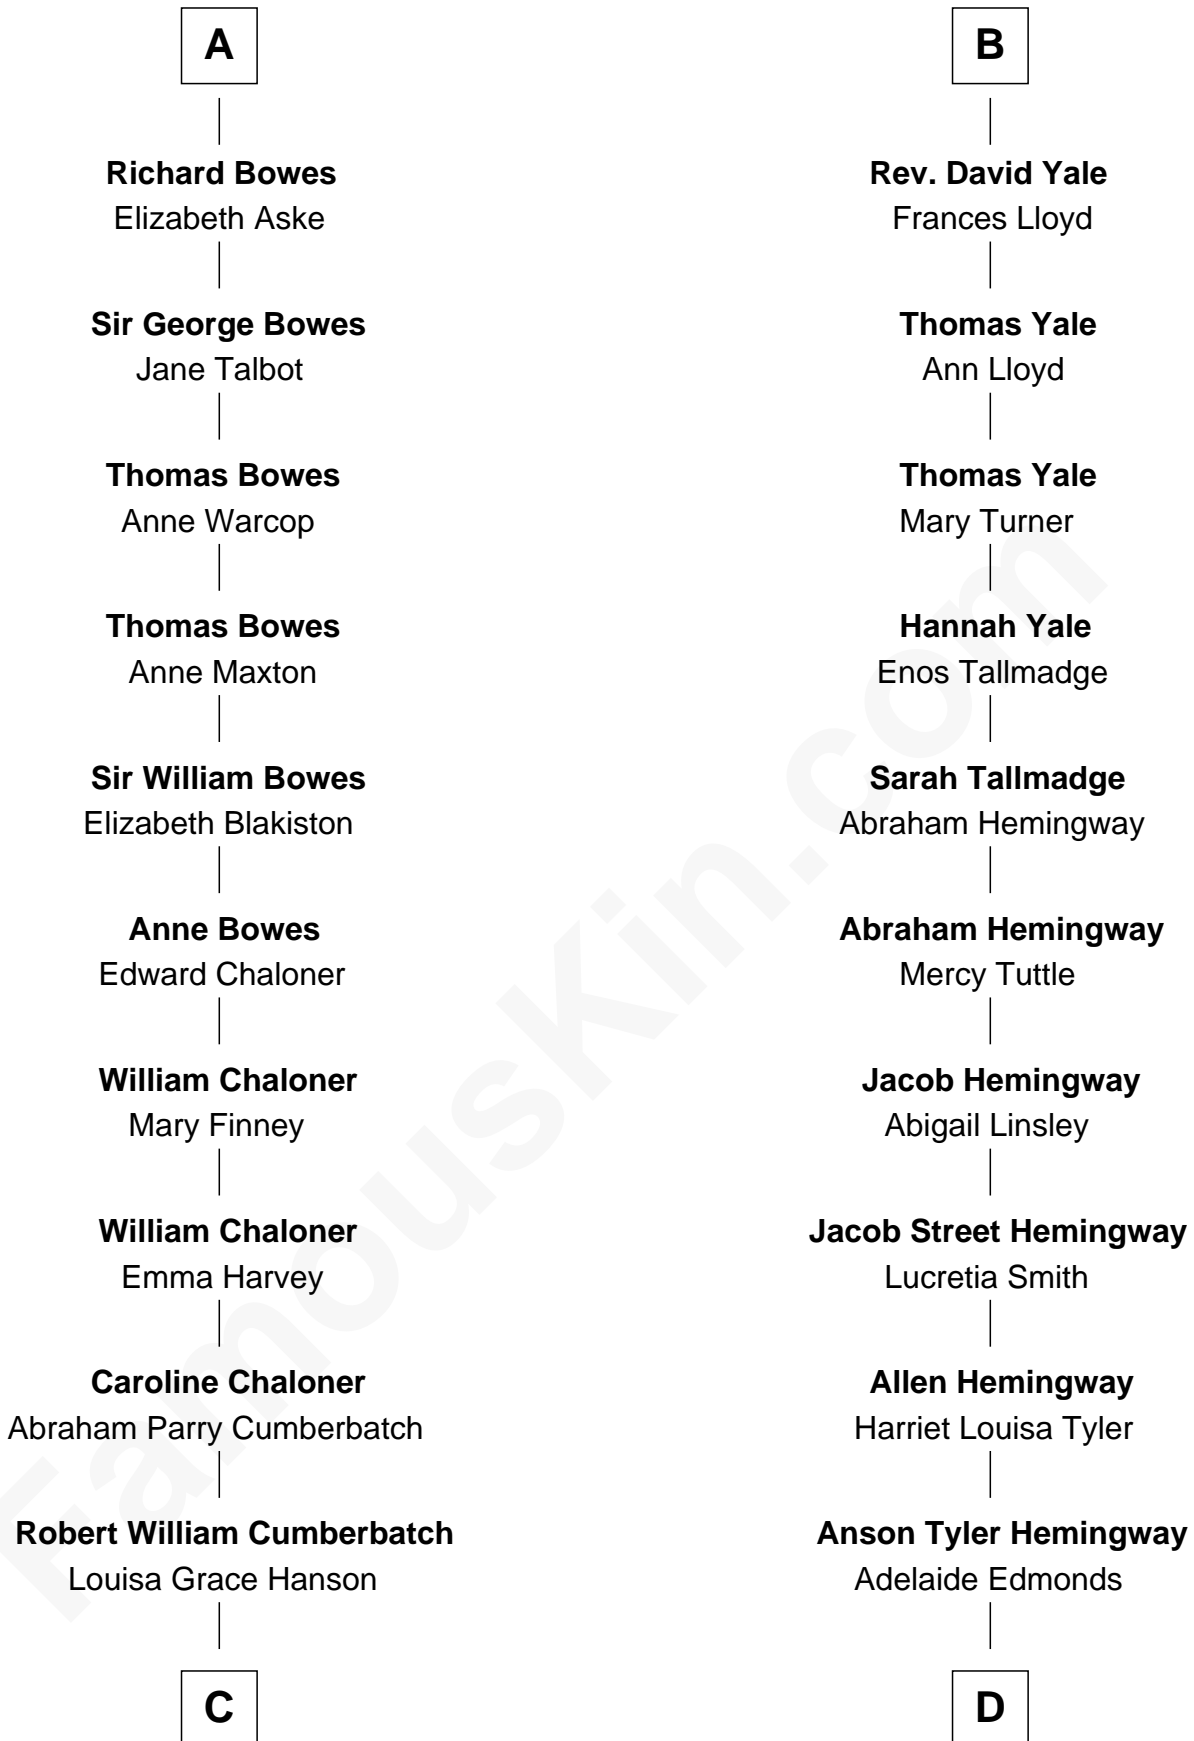 A
Richard Bowes
Elizabeth Aske
Sir George Bowes
Jane Talbot
Thomas Bowes
Anne Warcop
Thomas Bowes
Anne Maxton
Sir William Bowes
Elizabeth Blakiston
Anne Bowes
Edward Chaloner
William Chaloner
Mary Finney
William Chaloner
Emma Harvey
Caroline Chaloner
Abraham Parry Cumberbatch
Robert William Cumberbatch
Louisa Grace Hanson
C
B
Rev. David Yale
Frances Lloyd
Thomas Yale
Ann Lloyd
Thomas Yale
Mary Turner
Hannah Yale
Enos Tallmadge
Sarah Tallmadge
Abraham Hemingway
Abraham Hemingway
Mercy Tuttle
Jacob Hemingway
Abigail Linsley
Jacob Street Hemingway
Lucretia Smith
Allen Hemingway
Harriet Louisa Tyler
Anson Tyler Hemingway
Adelaide Edmonds
D
FamousKin.com